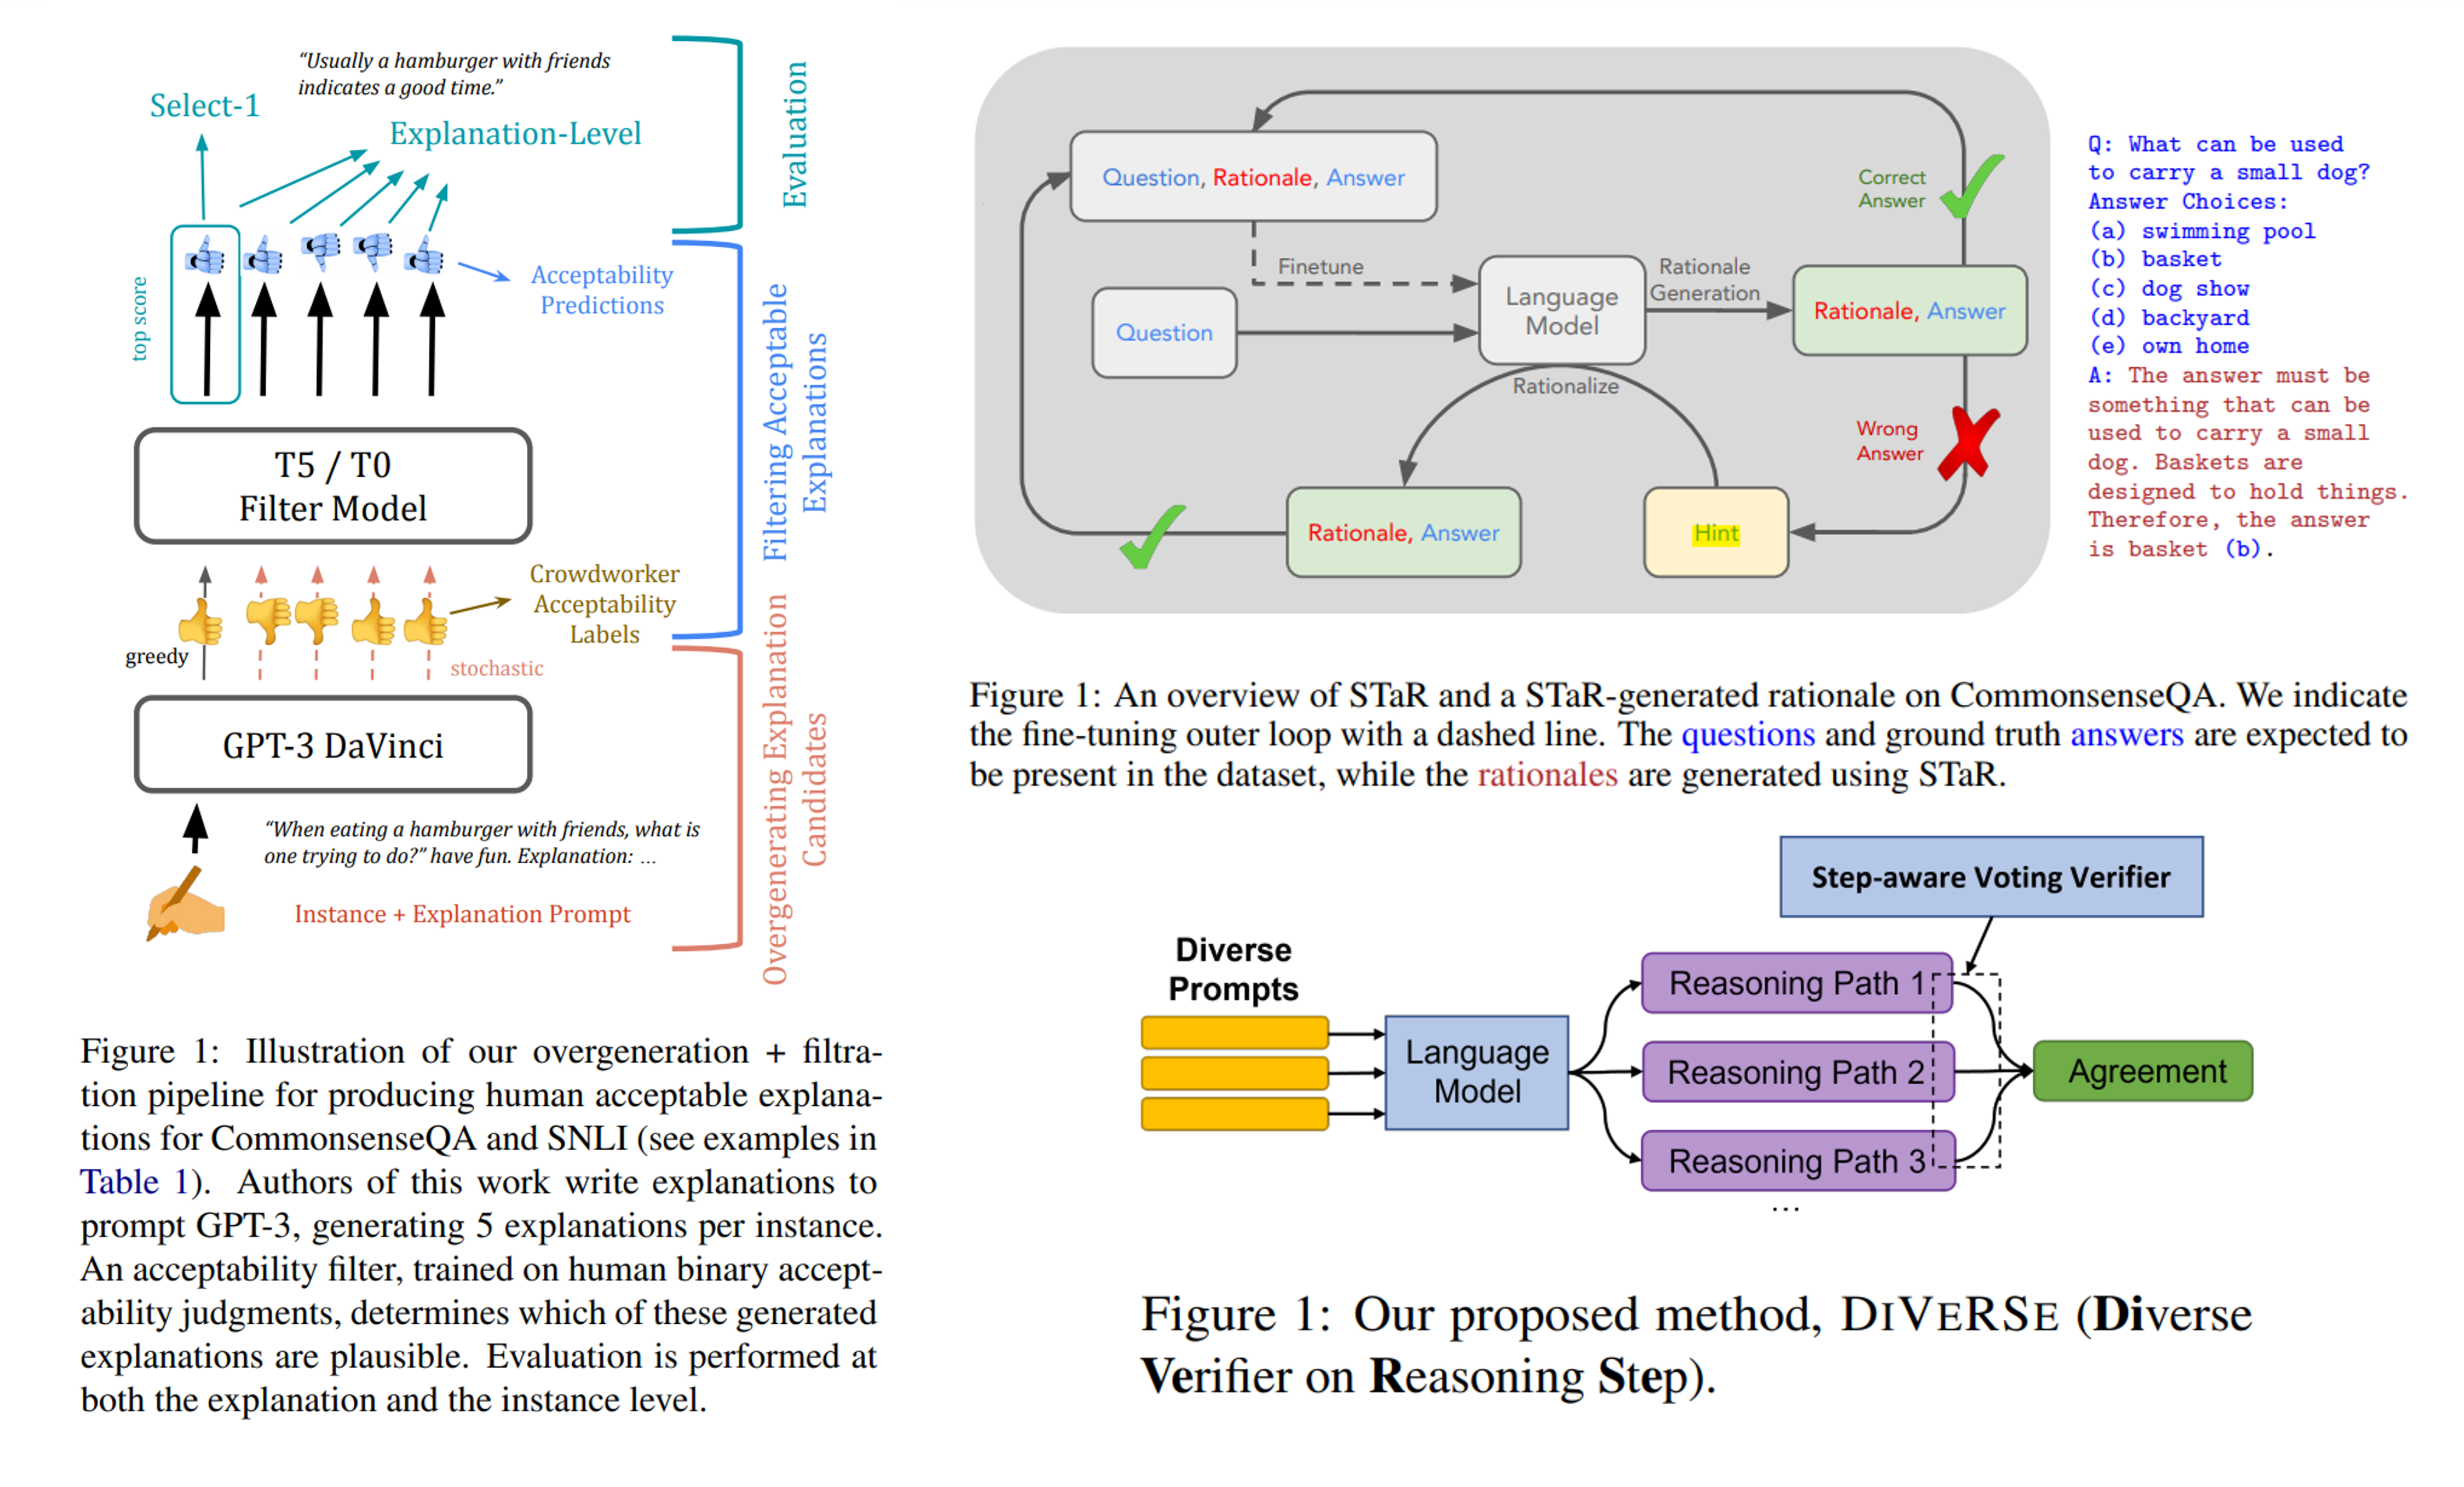 “Usually a hamburger with friends
indicates a good time.”
Select-1
Explanation-Level
Evaluation
top score
Acceptability
Predictions
Filtering Acceptable
Explanations
T5 / T0
Filter Model
Crowdworker
Acceptability
Labels
greedy
stochastic
GPT-3 DaVinci
Overgenerating Explanation
Candidates
“When eating a hamburger with friends, what is
one trying to do?” have fun. Explanation: …
Instance + Explanation Prompt
Figure 1: Illustration of our overgeneration + filtra-
tion pipeline for producing human acceptable explana-
tions for CommonsenseQA and SNLI (see examples in
Table 1). Authors of this work write explanations to
prompt GPT-3, generating 5 explanations per instance.
An acceptability filter, trained on human binary accept-
ability judgments, determines which of these generated
explanations are plausible. Evaluation is performed at
both the explanation and the instance level.
Question, Rationale, Answer
Correct
Answer
Finetune
Question
Language
Model
Rationale
Generation
Rationale, Answer
Rationalize
Wrong
Answer
Rationale, Answer
Hint
Q: What can be used
to carry a small dog?
Answer Choices:
(a) swimming pool
(b) basket
(c) dog show
(d) backyard
(e) own home
A: The answer must be
something that can be
used to carry a small
dog. Baskets are
designed to hold things.
Therefore, the answer
is basket (b).
Figure 1: An overview of STaR and a STaR-generated rationale on CommonsenseQA. We indicate
the fine-tuning outer loop with a dashed line. The questions and ground truth answers are expected to
be present in the dataset, while the rationales are generated using STaR.
Step-aware Voting Verifier
Diverse
Prompts
Language
Model
Reasoning Path 1
Reasoning Path 2
Reasoning Path 3
...
Agreement
Figure 1: Our proposed method, DIVERSE (Diverse
Verifier on Reasoning Step).